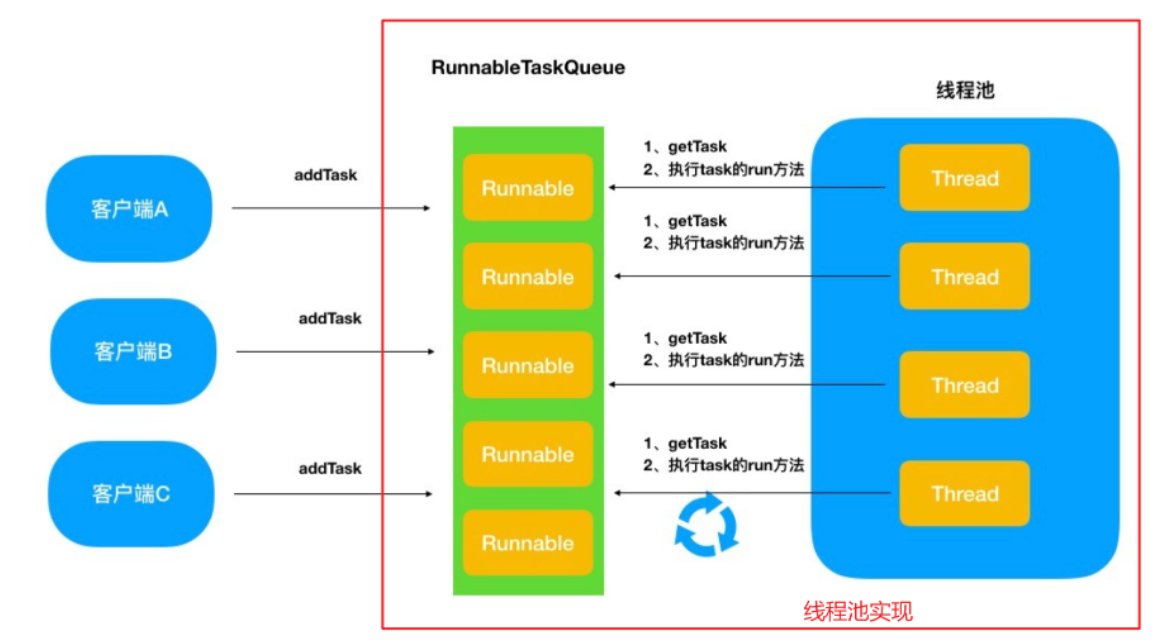 RunnableTaskQueue
线程池
客户端A
addTask
客户端B
addTask
客户端C
addTask
Runnable
Runnable
Runnable
Runnable
Runnable
1、getTask
2、执行task的run方法
1、getTask
2、执行task的run方法
1、getTask
2、执行task的run方法
1、getTask
2、执行task的run方法
Thread
Thread
Thread
Thread
线程池实现